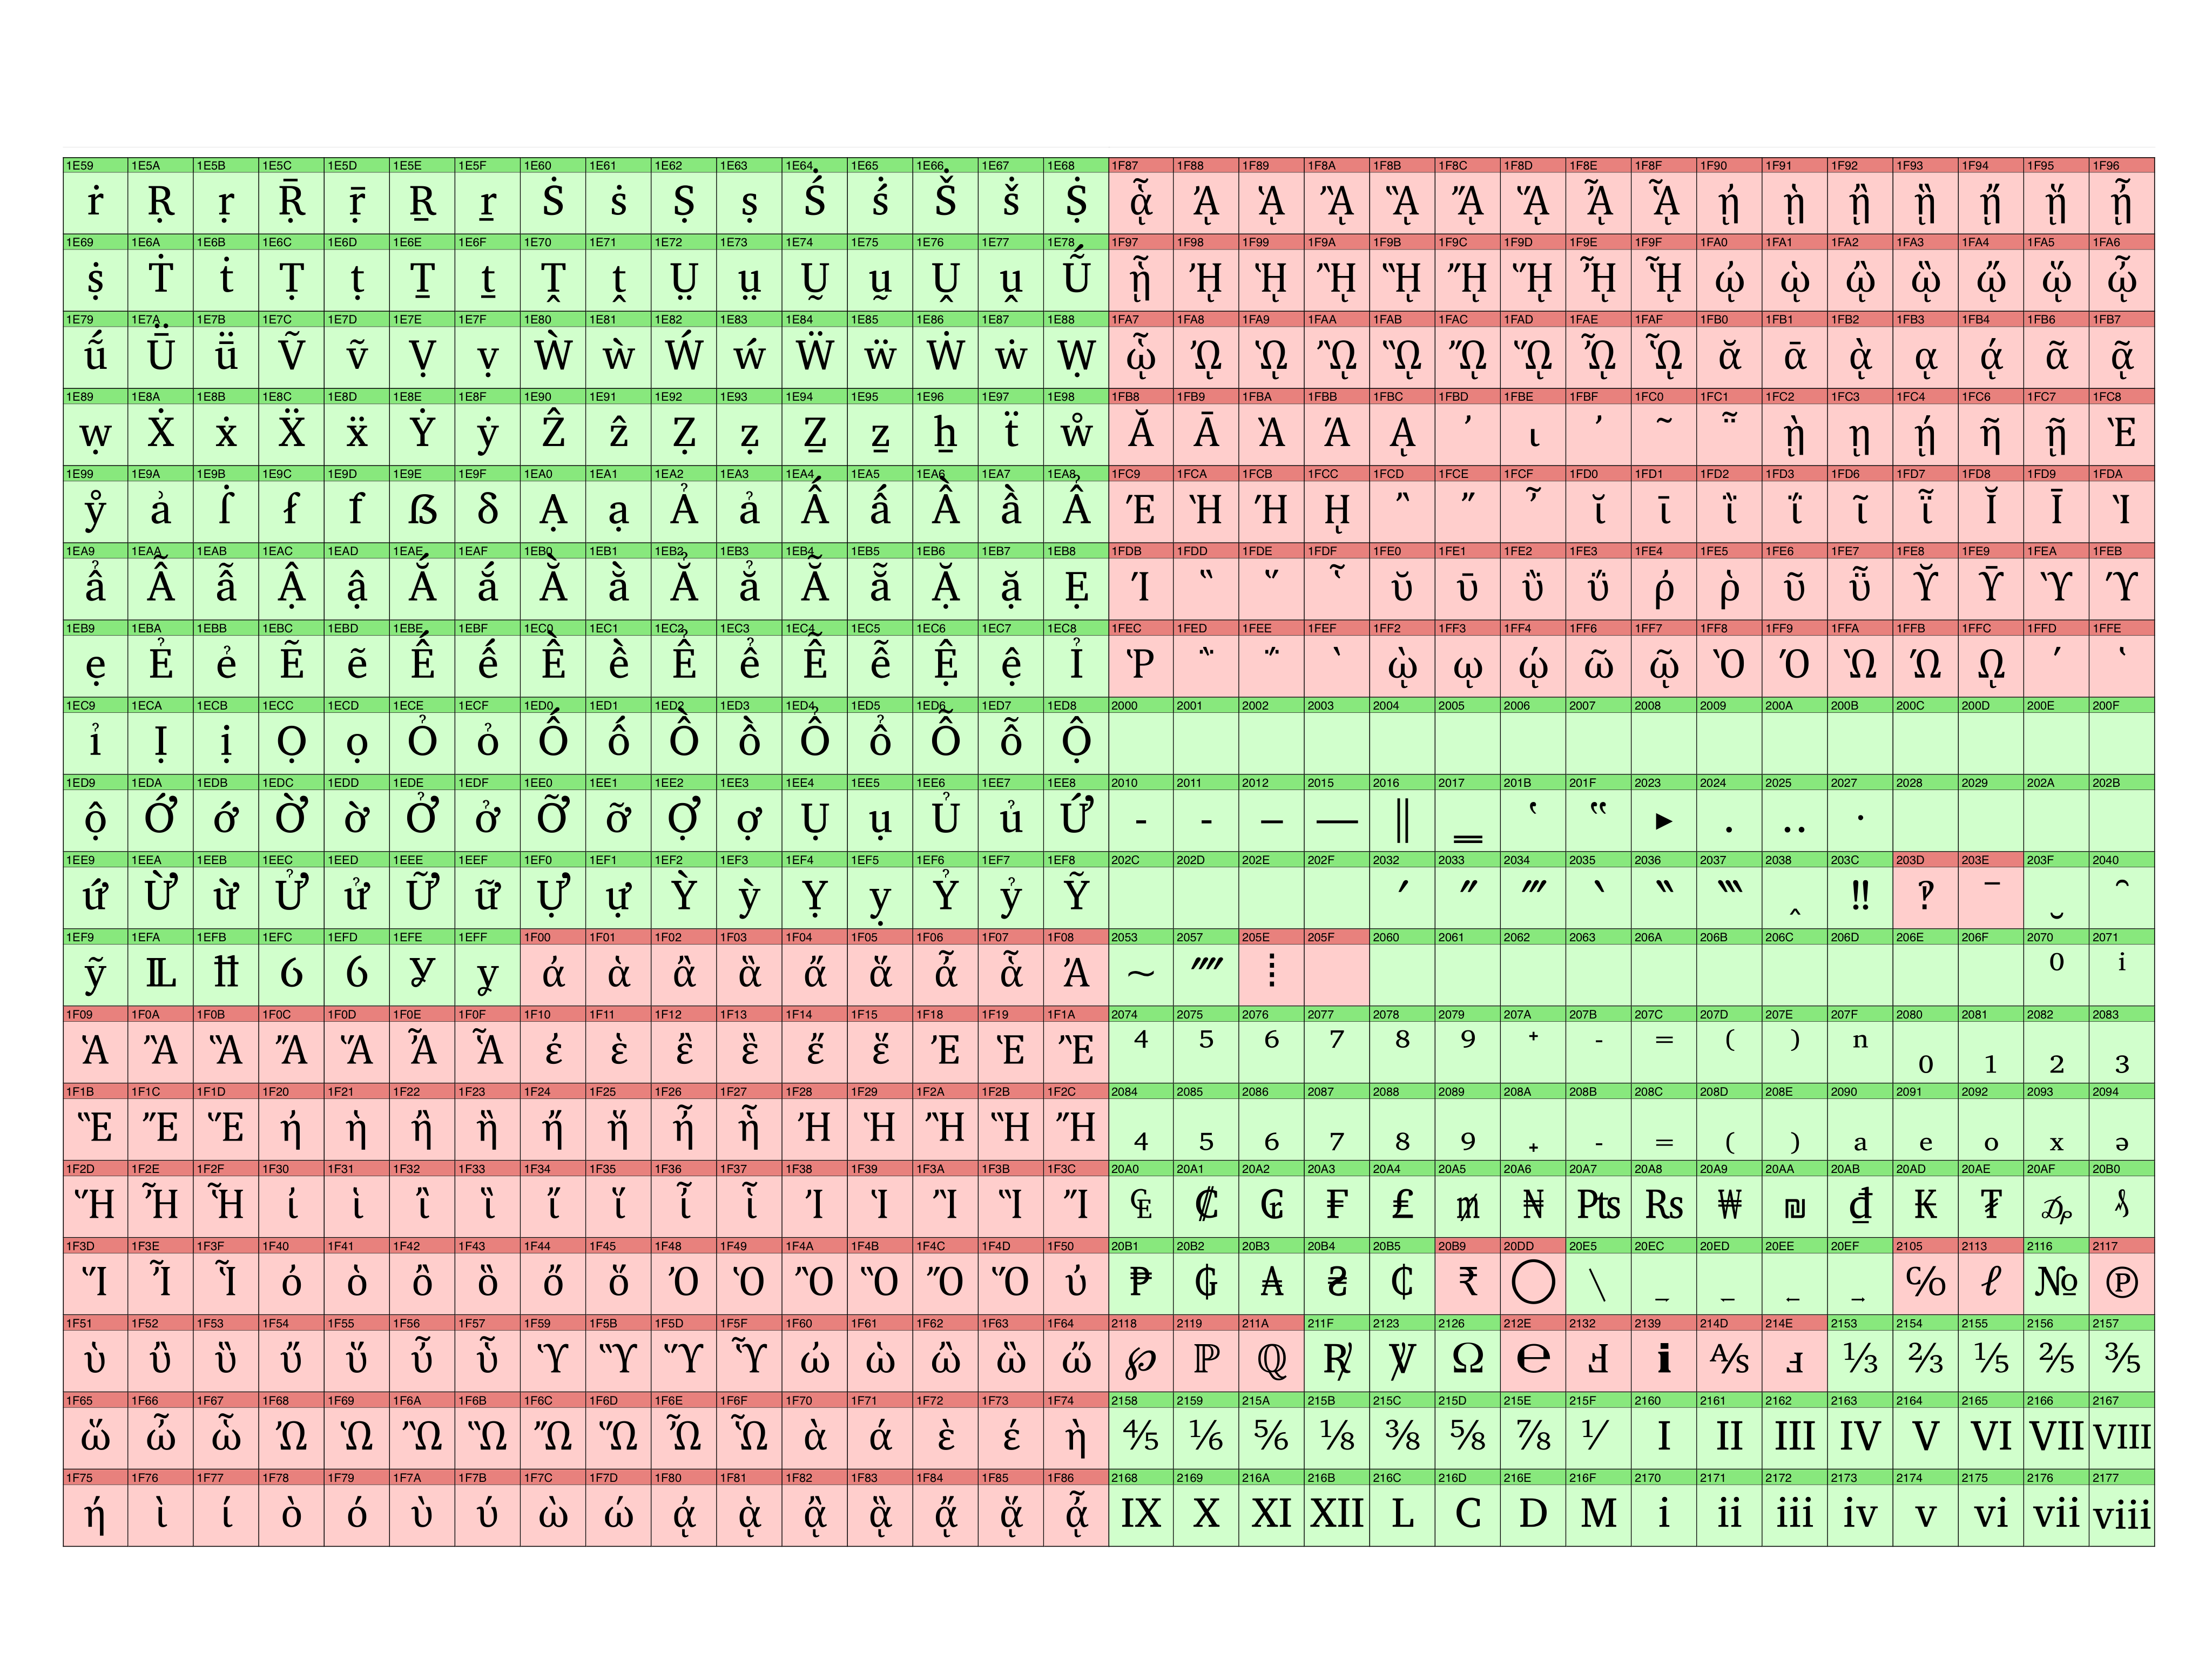 1E59 1E5A 1E5B 1E5C 1E5D 1E5E 1E5F 1E60 1E61 1E62 1E63 1E64 1E65 1E66 1E67 1E68 1F87 1F88 1F89 1F8A 1F8B 1F8C 1F8D 1F8E 1F8F 1F90 1F91 1F92 1F93 1F94 1F95 1F96
ṙ Ṛ ṛ Ṝ ṝ Ṟ ṟ Ṡ ṡ Ṣ ṣ Ṥ ṥ Ṧ ṧ Ṩ ᾇ ᾈ ᾉ ᾊ ᾋ ᾌ ᾍ ᾎ ᾏ ᾐ ᾑ ᾒ ᾓ ᾔ ᾕ ᾖ
1E69 1E6A 1E6B 1E6C 1E6D 1E6E 1E6F 1E70 1E71 1E72 1E73 1E74 1E75 1E76 1E77 1E78 1F97 1F98 1F99 1F9A 1F9B 1F9C 1F9D 1F9E 1F9F 1FA0 1FA1 1FA2 1FA3 1FA4 1FA5 1FA6
ṩ Ṫ ṫ Ṭ ṭ Ṯ ṯ Ṱ ṱ Ṳ ṳ Ṵ ṵ Ṷ ṷ Ṹ ᾗ ᾘ ᾙ ᾚ ᾛ ᾜ ᾝ ᾞ ᾟ ᾠ ᾡ ᾢ ᾣ ᾤ ᾥ ᾦ
1E79 1E7A 1E7B 1E7C 1E7D 1E7E 1E7F 1E80 1E81 1E82 1E83 1E84 1E85 1E86 1E87 1E88 1FA7 1FA8 1FA9 1FAA 1FAB 1FAC 1FAD 1FAE 1FAF 1FB0 1FB1 1FB2 1FB3 1FB4 1FB6 1FB7
ṹ Ṻ ṻ Ṽ ṽ Ṿ ṿ Ẁ ẁ Ẃ ẃ Ẅ ẅ Ẇ ẇ Ẉ ᾧ ᾨ ᾩ ᾪ ᾫ ᾬ ᾭ ᾮ ᾯ ᾰ ᾱ ᾲ ᾳ ᾴ ᾶ ᾷ
1E89 1E8A 1E8B 1E8C 1E8D 1E8E 1E8F 1E90 1E91 1E92 1E93 1E94 1E95 1E96 1E97 1E98 1FB8 1FB9 1FBA 1FBB 1FBC 1FBD 1FBE 1FBF 1FC0 1FC1 1FC2 1FC3 1FC4 1FC6 1FC7 1FC8
ẉ Ẋ ẋ Ẍ ẍ Ẏ ẏ Ẑ ẑ Ẓ ẓ Ẕ ẕ ẖ ẗ ẘ Ᾰ Ᾱ Ὰ Ά ᾼ ᾽ ι ᾿ ῀ ῁ ῂ ῃ ῄ ῆ ῇ Ὲ
1E99 1E9A 1E9B 1E9C 1E9D 1E9E 1E9F 1EA0 1EA1 1EA2 1EA3 1EA4 1EA5 1EA6 1EA7 1EA8 1FC9 1FCA 1FCB 1FCC 1FCD 1FCE 1FCF 1FD0 1FD1 1FD2 1FD3 1FD6 1FD7 1FD8 1FD9 1FDA
ẙ ẚ ẛ ẜ ẝ ẞ ẟ Ạ ạ Ả ả Ấ ấ Ầ ầ Ẩ Έ Ὴ Ή ῌ ῍ ῎ ῏ ῐ ῑ ῒ ΐ ῖ ῗ Ῐ Ῑ Ὶ
1EA9 1EAA 1EAB 1EAC 1EAD 1EAE 1EAF 1EB0 1EB1 1EB2 1EB3 1EB4 1EB5 1EB6 1EB7 1EB8 1FDB 1FDD 1FDE 1FDF 1FE0 1FE1 1FE2 1FE3 1FE4 1FE5 1FE6 1FE7 1FE8 1FE9 1FEA 1FEB
ẩ Ẫ ẫ Ậ ậ Ắ ắ Ằ ằ Ẳ ẳ Ẵ ẵ Ặ ặ Ẹ Ί ῝ ῞ ῟ ῠ ῡ ῢ ΰ ῤ ῥ ῦ ῧ Ῠ Ῡ Ὺ Ύ
1EB9 1EBA 1EBB 1EBC 1EBD 1EBE 1EBF 1EC0 1EC1 1EC2 1EC3 1EC4 1EC5 1EC6 1EC7 1EC8 1FEC 1FED 1FEE 1FEF 1FF2 1FF3 1FF4 1FF6 1FF7 1FF8 1FF9 1FFA 1FFB 1FFC 1FFD 1FFE
ẹ Ẻ ẻ Ẽ ẽ Ế ế Ề ề Ể ể Ễ ễ Ệ ệ Ỉ Ῥ ῭ ΅ ` ῲ ῳ ῴ ῶ ῷ Ὸ Ό Ὼ Ώ ῼ ´ ῾
1EC9 1ECA 1ECB 1ECC 1ECD 1ECE 1ECF 1ED0 1ED1 1ED2 1ED3 1ED4 1ED5 1ED6 1ED7 1ED8 2000 2001 2002 2003 2004 2005 2006 2007 2008 2009 200A 200B 200C 200D 200E 200F
ỉ Ị ị Ọ ọ Ỏ ỏ Ố ố Ồ ồ Ổ ổ Ỗ ỗ Ộ
1ED9 1EDA 1EDB 1EDC 1EDD 1EDE 1EDF 1EE0 1EE1 1EE2 1EE3 1EE4 1EE5 1EE6 1EE7 1EE8 2010 2011 2012 2015 2016 2017 201B 201F 2023 2024 2025 2027 2028 2029 202A 202B
ộ Ớ ớ Ờ ờ Ở ở Ỡ ỡ Ợ ợ Ụ ụ Ủ ủ Ứ ‐ ‑ ‒ ― ‖ ‗ ‛ ‟ ‣ ․ ‥ ‧
1EE9 1EEA 1EEB 1EEC 1EED 1EEE 1EEF 1EF0 1EF1 1EF2 1EF3 1EF4 1EF5 1EF6 1EF7 1EF8 202C 202D 202E 202F 2032 2033 2034 2035 2036 2037 2038 203C 203D 203E 203F 2040
ứ Ừ ừ Ử ử Ữ ữ Ự ự Ỳ ỳ Ỵ ỵ Ỷ ỷ Ỹ ′ ″ ‴ ‵ ‶ ‷ ‸ ‼ ‽ ‾ ‿ ⁀
1EF9 1EFA 1EFB 1EFC 1EFD 1EFE 1EFF 1F00 1F01 1F02 1F03 1F04 1F05 1F06 1F07 1F08 2053 2057 205E 205F 2060 2061 2062 2063 206A 206B 206C 206D 206E 206F 2070 2071
ỹ Ỻ ỻ Ỽ ỽ Ỿ ỿ ἀ ἁ ἂ ἃ ἄ ἅ ἆ ἇ Ἀ ⁓ ⁗ ⁞ ⁰ ⁱ
1F09 1F0A 1F0B 1F0C 1F0D 1F0E 1F0F 1F10 1F11 1F12 1F13 1F14 1F15 1F18 1F19 1F1A 2074 2075 2076 2077 2078 2079 207A 207B 207C 207D 207E 207F 2080 2081 2082 2083
Ἁ Ἂ Ἃ Ἄ Ἅ Ἆ Ἇ ἐ ἑ ἒ ἓ ἔ ἕ Ἐ Ἑ Ἒ ⁴ ⁵ ⁶ ⁷ ⁸ ⁹ ⁺ ⁻ ⁼ ⁽ ⁾ ⁿ ₀ ₁ ₂ ₃
1F1B 1F1C 1F1D 1F20 1F21 1F22 1F23 1F24 1F25 1F26 1F27 1F28 1F29 1F2A 1F2B 1F2C 2084 2085 2086 2087 2088 2089 208A 208B 208C 208D 208E 2090 2091 2092 2093 2094
Ἓ Ἔ Ἕ ἠ ἡ ἢ ἣ ἤ ἥ ἦ ἧ Ἠ Ἡ Ἢ Ἣ Ἤ ₄ ₅ ₆ ₇ ₈ ₉ ₊ ₋ ₌ ₍ ₎ ₐ ₑ ₒ ₓ ₔ
1F2D 1F2E 1F2F 1F30 1F31 1F32 1F33 1F34 1F35 1F36 1F37 1F38 1F39 1F3A 1F3B 1F3C 20A0 20A1 20A2 20A3 20A4 20A5 20A6 20A7 20A8 20A9 20AA 20AB 20AD 20AE 20AF 20B0
Ἥ Ἦ Ἧ ἰ ἱ ἲ ἳ ἴ ἵ ἶ ἷ Ἰ Ἱ Ἲ Ἳ Ἴ ₠ ₡ ₢ ₣ ₤ ₥ ₦ ₧ ₨ ₩ ₪ ₫ ₭ ₮ ₯ ₰
1F3D 1F3E 1F3F 1F40 1F41 1F42 1F43 1F44 1F45 1F48 1F49 1F4A 1F4B 1F4C 1F4D 1F50 20B1 20B2 20B3 20B4 20B5 20B9 20DD 20E5 20EC 20ED 20EE 20EF 2105 2113 2116 2117
Ἵ Ἶ Ἷ ὀ ὁ ὂ ὃ ὄ ὅ Ὀ Ὁ Ὂ Ὃ Ὄ Ὅ ὐ ₱ ₲ ₳ ₴ ₵ ₹ ⃝ ⃥ ⃬ ⃭ ⃮ ⃯ ℅ ℓ № ℗
1F51 1F52 1F53 1F54 1F55 1F56 1F57 1F59 1F5B 1F5D 1F5F 1F60 1F61 1F62 1F63 1F64 2118 2119 211A 211F 2123 2126 212E 2132 2139 214D 214E 2153 2154 2155 2156 2157
ὑ ὒ ὓ ὔ ὕ ὖ ὗ Ὑ Ὓ Ὕ Ὗ ὠ ὡ ὢ ὣ ὤ ℘ ℙ ℚ ℟ ℣ Ω ℮ Ⅎ ℹ ⅍ ⅎ ⅓ ⅔ ⅕ ⅖ ⅗
1F65 1F66 1F67 1F68 1F69 1F6A 1F6B 1F6C 1F6D 1F6E 1F6F 1F70 1F71 1F72 1F73 1F74 2158 2159 215A 215B 215C 215D 215E 215F 2160 2161 2162 2163 2164 2165 2166 2167
ὥ ὦ ὧ Ὠ Ὡ Ὢ Ὣ Ὤ Ὥ Ὦ Ὧ ὰ ά ὲ έ ὴ ⅘ ⅙ ⅚ ⅛ ⅜ ⅝ ⅞ ⅟ Ⅰ Ⅱ Ⅲ Ⅳ Ⅴ Ⅵ Ⅶ Ⅷ
1F75 1F76 1F77 1F78 1F79 1F7A 1F7B 1F7C 1F7D 1F80 1F81 1F82 1F83 1F84 1F85 1F86 2168 2169 216A 216B 216C 216D 216E 216F 2170 2171 2172 2173 2174 2175 2176 2177
ή ὶ ί ὸ ό ὺ ύ ὼ ώ ᾀ ᾁ ᾂ ᾃ ᾄ ᾅ ᾆ Ⅸ Ⅹ Ⅺ Ⅻ Ⅼ Ⅽ Ⅾ Ⅿ ⅰ ⅱ ⅲ ⅳ ⅴ ⅵ ⅶ ⅷ